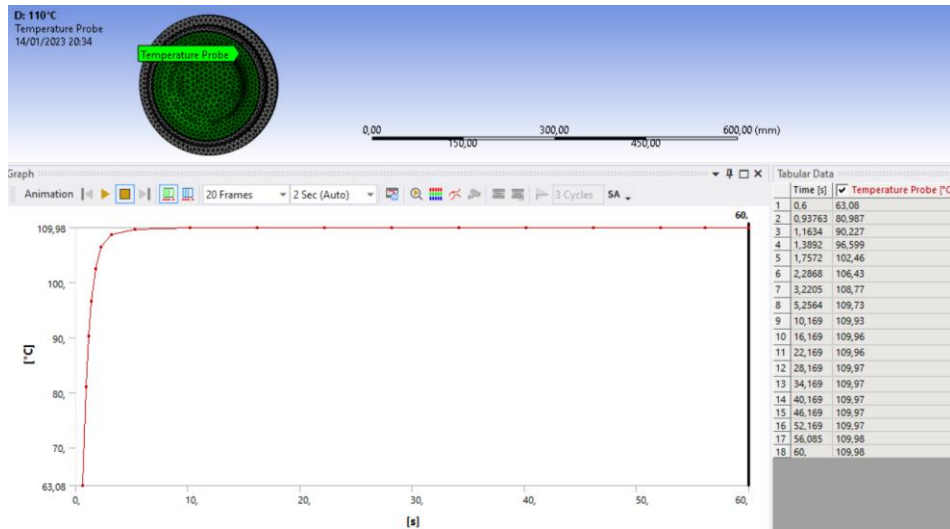 D: 110°C
Temperature Probe
14/01/2023 20:34
Temperature Probe
0,00 300,00 600,00 (mm)
150,00 450,00
Graph
Animation 20 Frames 2 Sec (Auto) 3 Cycles SA
60,
109,98
100,
90,
80,
70,
63,08
[°C]
0, 10, 20, 30, 40, 50, 60,
[s]
Tabular Data
Time [s] Temperature Probe [°C
1 0,6 63,08
2 0,93763 80,987
3 1,1634 90,227
4 1,3892 96,599
5 1,7572 102,46
6 2,2868 106,43
7 3,2205 108,77
8 5,2564 109,73
9 10,169 109,93
10 16,169 109,96
11 22,169 109,96
12 28,169 109,97
13 34,169 109,97
14 40,169 109,97
15 46,169 109,97
16 52,169 109,97
17 56,085 109,98
18 60, 109,98